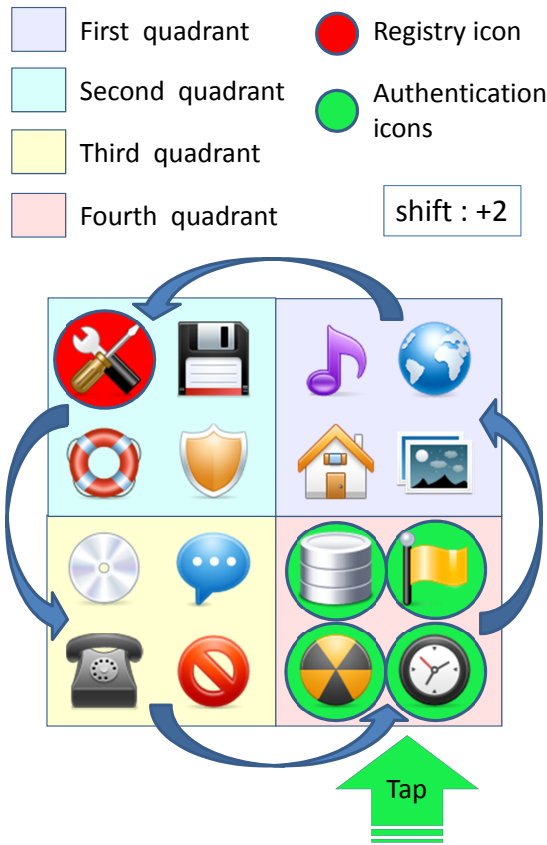 First quadrant
Registry icon
Second quadrant
Authentication
icons
Third quadrant
Fourth quadrant
shift : +2
Tap